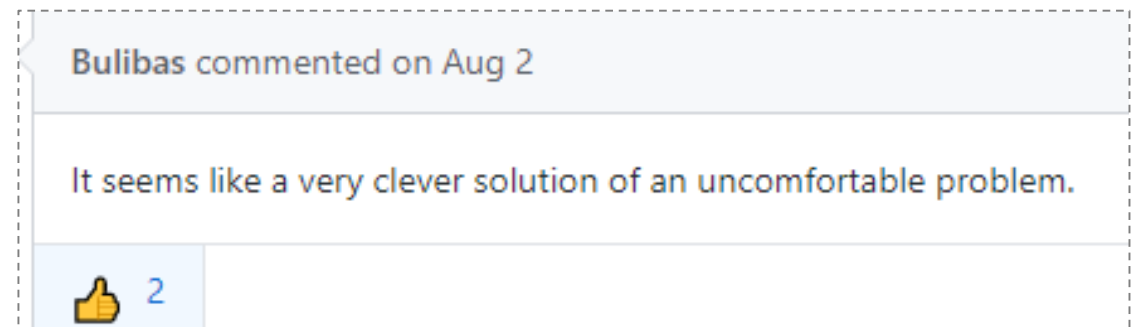 Bulibas commented on Aug 2
It seems like a very clever solution of an uncomfortable problem.
👍 2